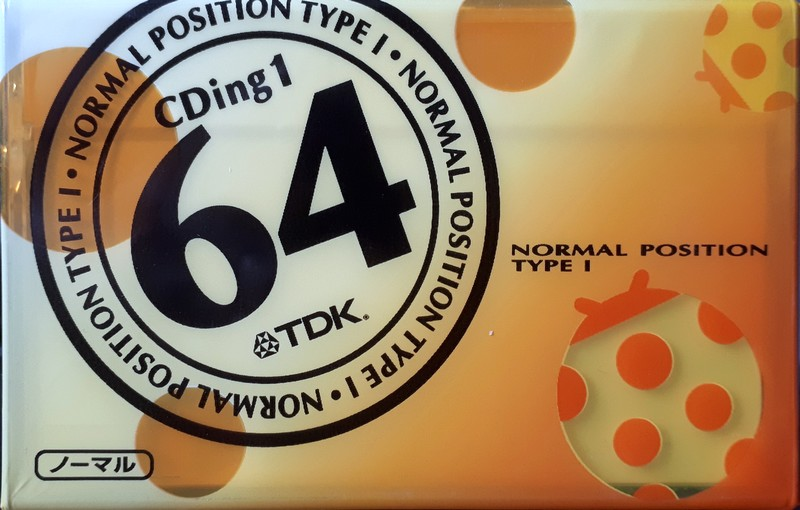 NORMAL POSITION TYPE I • NORMAL POSITION TYPE I • NORMAL POSITION TYPE I •
CDing1
64
TDK®
NORMAL POSITION
TYPE I
ノーマル